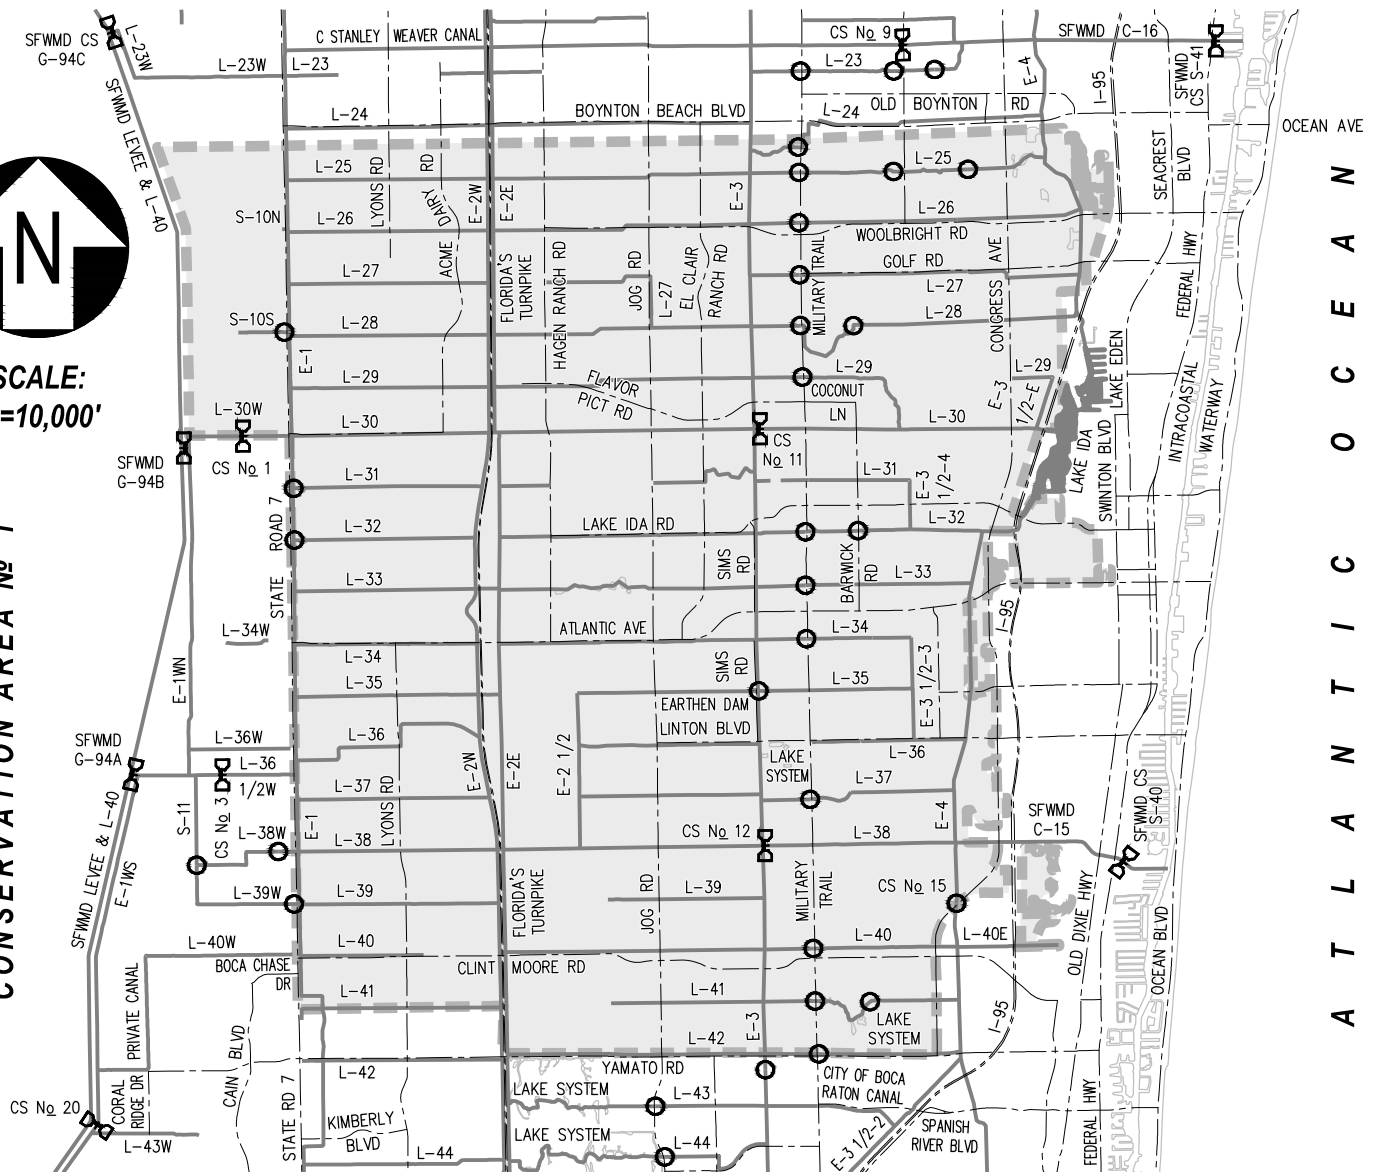 SFWMD CS
G-94C
L-23W
L-23W
L-23
C STANLEY WEAVER CANAL
CS No 9
L-23
SFWMD C-16
E-4
I-95
SFWMD
CS S-41
SFWMD LEVEE & L-40
L-24
BOYNTON BEACH BLVD
L-24
OLD BOYNTON RD
OCEAN AVE
L-25
LYONS RD
ACME DAIRY RD
E-2W
E-2E
E-3
L-25
SEACREST
BLVD
N
S-10N
L-26
L-26
WOOLBRIGHT RD
FLORIDA'S
TURNPIKE
HAGEN RANCH RD
JOG RD
L-27
EL CLAIR
RANCH RD
MILITARY TRAIL
GOLF RD
L-27
CONGRESS AVE
FEDERAL HWY
L-27
S-10S
L-28
L-28
E-1
SCALE:
=10,000'
L-29
FLAVOR
PICT RD
L-29
COCONUT
LN
L-29
E-3
1/2-E
LAKE EDEN
INTRACOASTAL
WATERWAY
L-30W
L-30
L-30
SFWMD
G-94B
CS No 1
CS
No 11
L-31
L-31
E-3
1/2-4
LAKE IDA
SWINTON BLVD
STATE ROAD 7
L-32
LAKE IDA RD
L-32
L-33
SIMS
RD
BARWICK
RD
L-33
I-95
L-34W
ATLANTIC AVE
L-34
L-34
E-1WN
L-35
SIMS
RD
L-35
E-3 1/2-3
EARTHEN DAM
LINTON BLVD
L-36W
L-36
L-36
SFWMD
G-94A
L-36
1/2W
E-2W
E-2E
E-2 1/2
LAKE
SYSTEM
L-37
L-37
LYONS RD
S-11
CS No 3
E-1
E-4
SFWMD
C-15
SFWMD CS
S-40
L-38W
L-38
CS No 12
L-38
SFWMD LEVEE & L-40
E-1WS
L-39W
L-39
FLORIDA'S
TURNPIKE
JOG RD
L-39
MILITARY
TRAIL
CS No 15
OLD DIXIE HWY
OCEAN BLVD
L-40W
L-40
L-40
L-40E
BOCA CHASE
DR
CLINT MOORE RD
L-41
L-41
PRIVATE CANAL
CAIN BLVD
E-3
LAKE
SYSTEM
I-95
L-42
L-42
YAMATO RD
CITY OF BOCA
RATON CANAL
CS No 20
CORAL
RIDGE DR
STATE RD 7
LAKE SYSTEM
L-43
FEDERAL HWY
KIMBERLY
BLVD
LAKE SYSTEM
L-44
SPANISH
RIVER BLVD
E-3 1/2-2
L-43W
L-44
CONSERVATION AREA № 1
ATLANTIC OCEAN